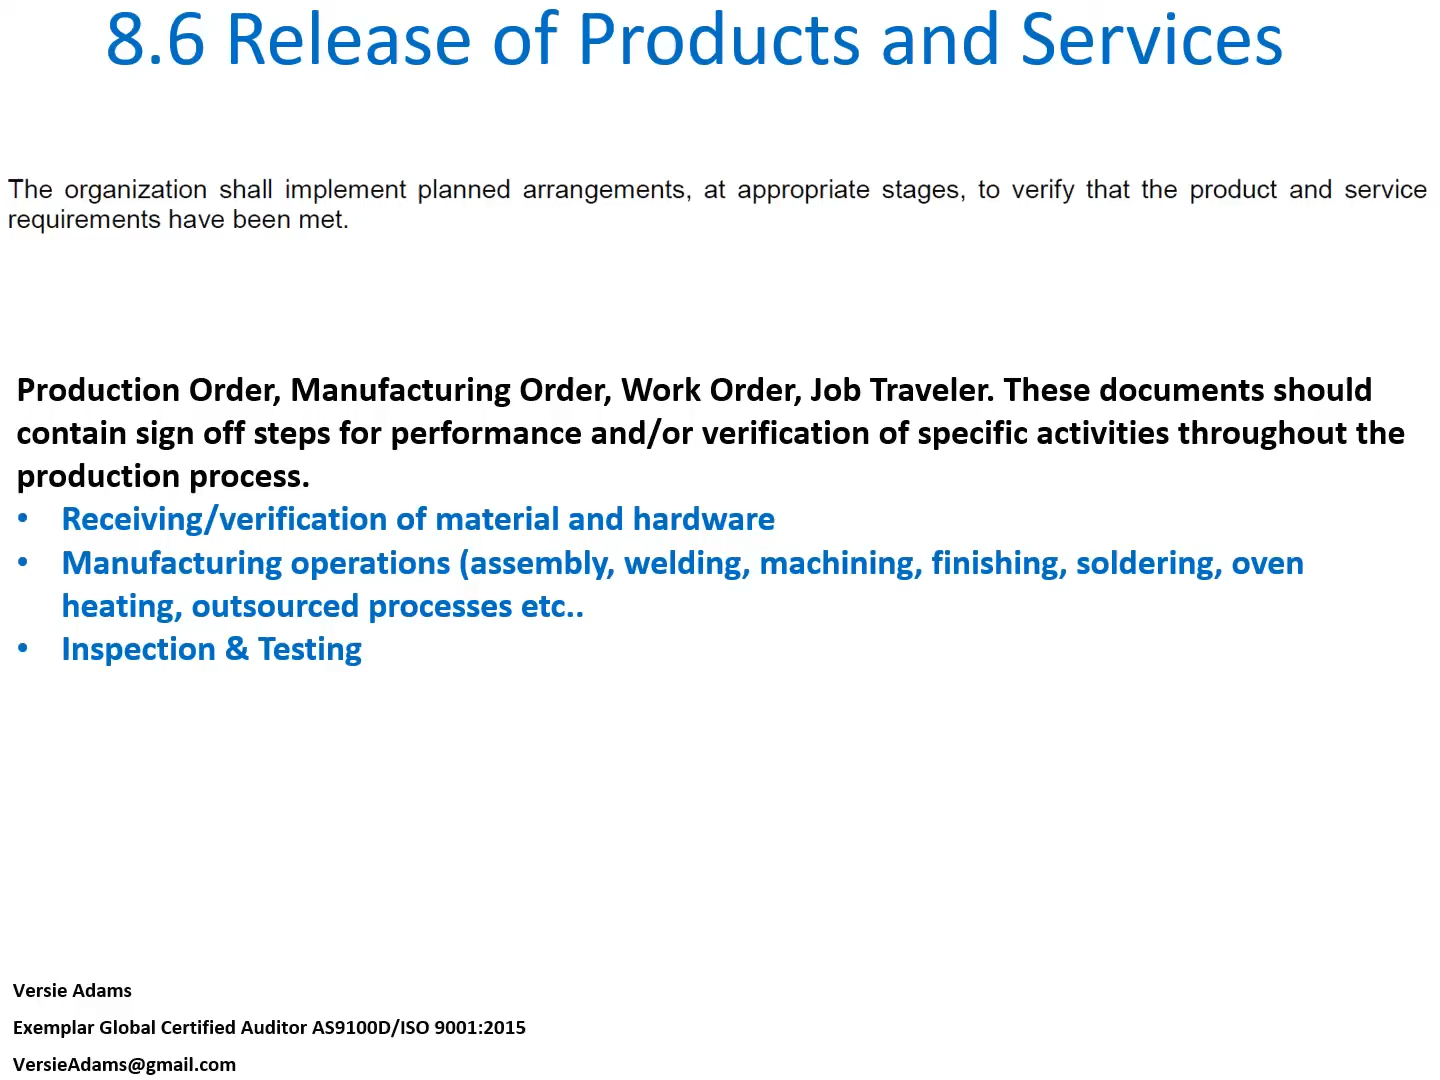 8.6 Release of Products and Services
The organization shall implement planned arrangements, at appropriate stages, to verify that the product and service
requirements have been met.
Production Order, Manufacturing Order, Work Order, Job Traveler. These documents should
contain sign off steps for performance and/or verification of specific activities throughout the
production process.
• Receiving/verification of material and hardware
• Manufacturing operations (assembly, welding, machining, finishing, soldering, oven
heating, outsourced processes etc..
• Inspection & Testing
Versie Adams
Exemplar Global Certified Auditor AS9100D/ISO 9001:2015
VersieAdams@gmail.com